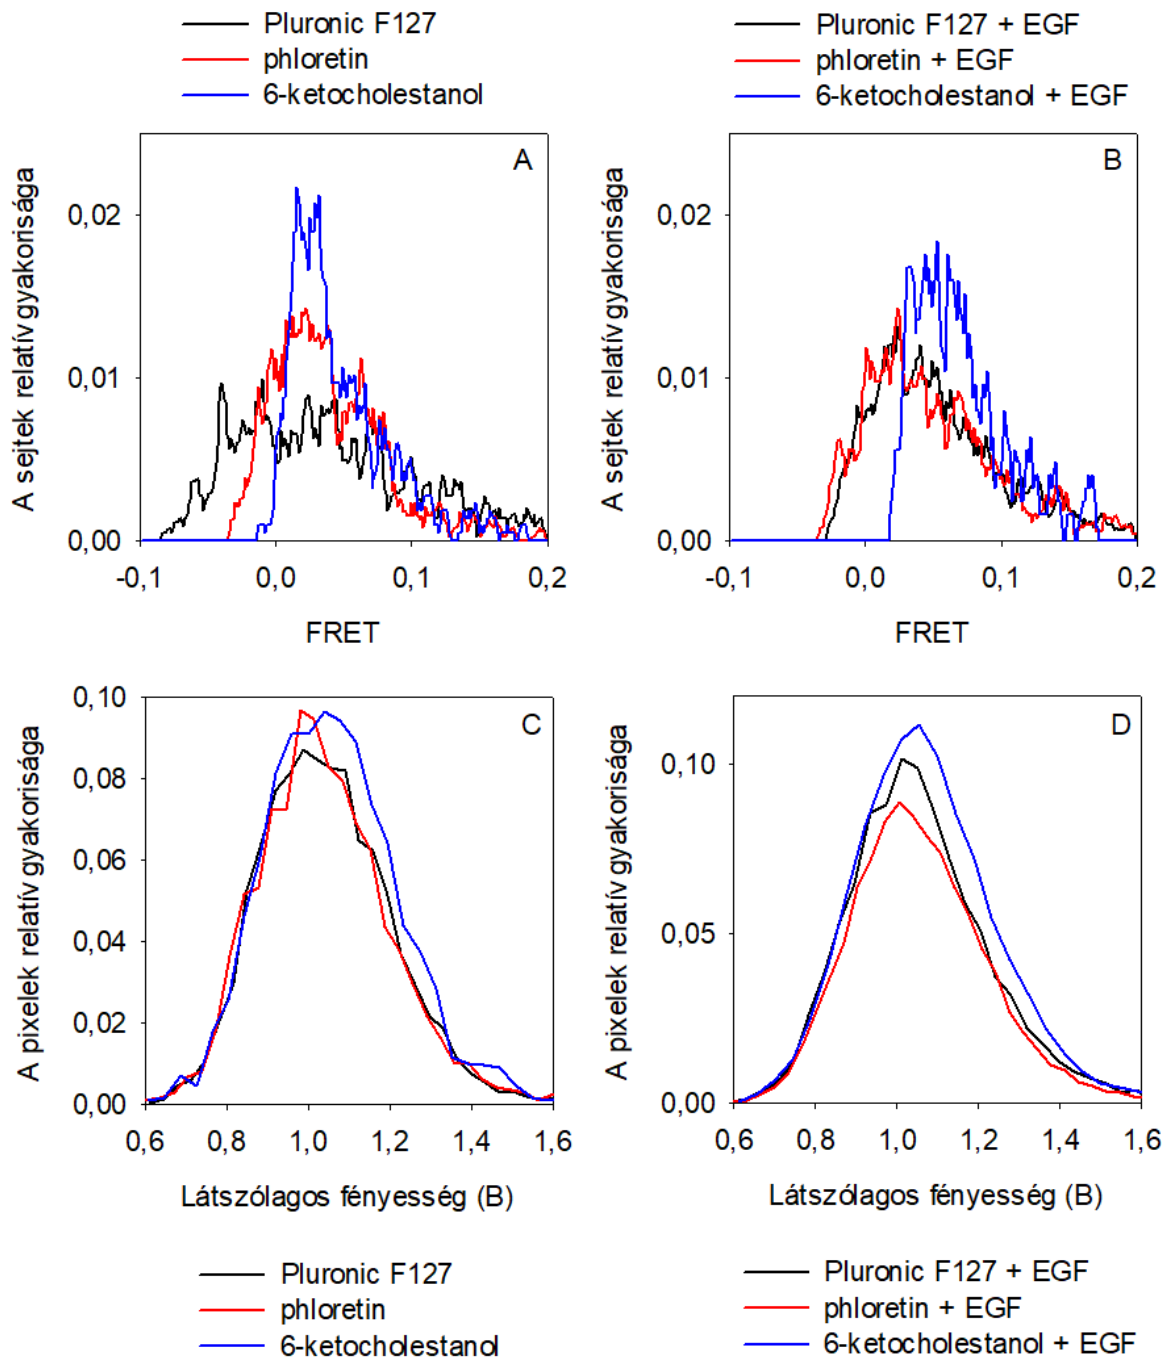 Pluronic F127
phloretin
6-ketocholestanol
Pluronic F127 + EGF
phloretin + EGF
6-ketocholestanol + EGF
A sejtek relatív gyakorisága
0,02
0,01
0,00
A
-0,1
0,0
0,1
0,2
FRET
A sejtek relatív gyakorisága
0,02
0,01
0,00
B
-0,1
0,0
0,1
0,2
FRET
A pixelek relatív gyakorisága
0,10
0,08
0,06
0,04
0,02
0,00
C
0,6
0,8
1,0
1,2
1,4
1,6
Látszólagos fényesség (B)
A pixelek relatív gyakorisága
0,10
0,05
0,00
D
0,6
0,8
1,0
1,2
1,4
1,6
Látszólagos fényesség (B)
Pluronic F127
phloretin
6-ketocholestanol
Pluronic F127 + EGF
phloretin + EGF
6-ketocholestanol + EGF